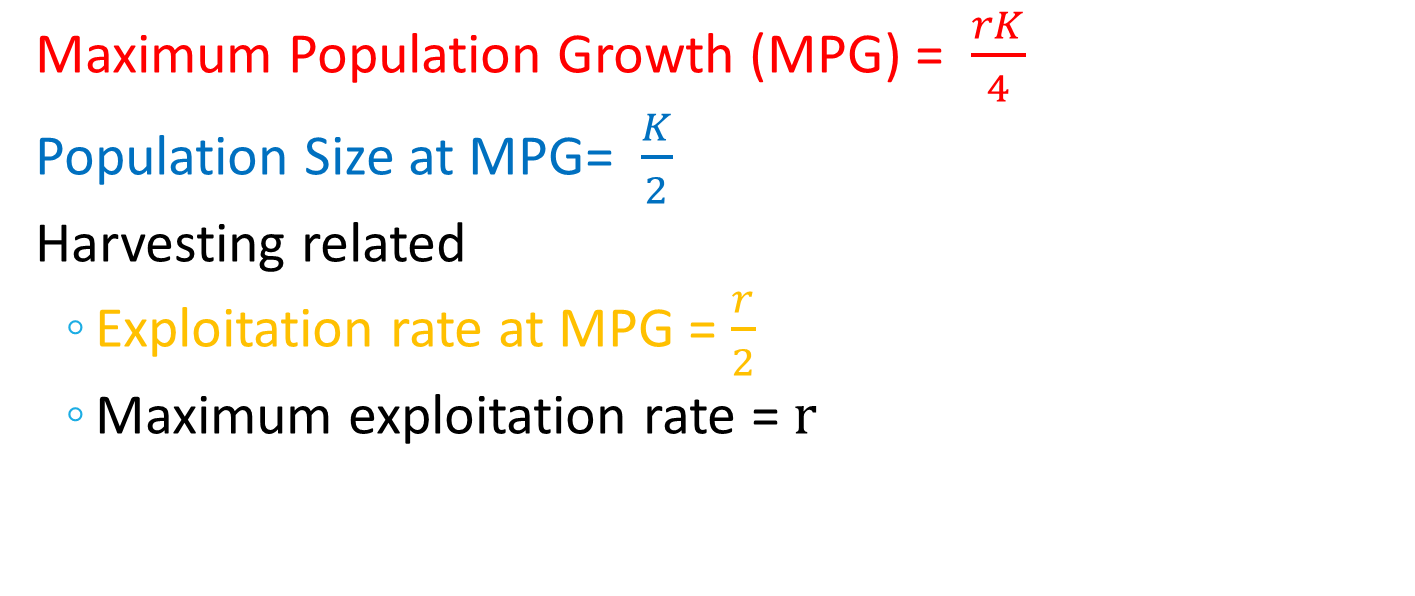 Maximum Population Growth (MPG) = rK/4
Population Size at MPG= K/2
Harvesting related
◦ Exploitation rate at MPG = r/2
◦ Maximum exploitation rate = r